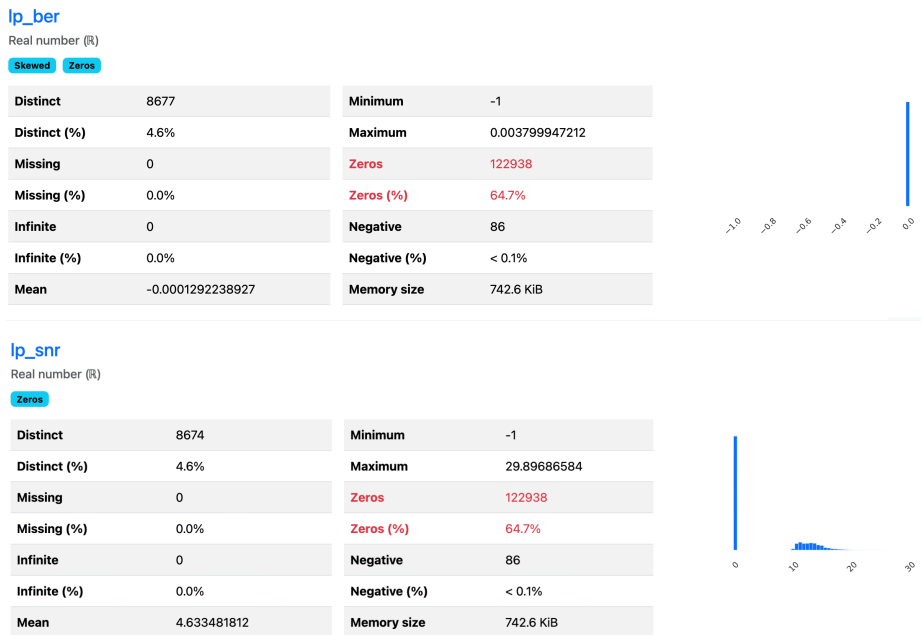 lp_ber
Real number (ℝ)
Skewed Zeros
Distinct 8677 Minimum -1
Distinct (%) 4.6% Maximum 0.003799947212
Missing 0 Zeros 122938
Missing (%) 0.0% Zeros (%) 64.7%
Infinite 0 Negative 86
Infinite (%) 0.0% Negative (%) < 0.1%
Mean -0.0001292238927 Memory size 742.6 KiB
−1.0 −0.8 −0.6 −0.4 −0.2 0.0
lp_snr
Real number (ℝ)
Zeros
Distinct 8674 Minimum -1
Distinct (%) 4.6% Maximum 29.89686584
Missing 0 Zeros 122938
Missing (%) 0.0% Zeros (%) 64.7%
Infinite 0 Negative 86
Infinite (%) 0.0% Negative (%) < 0.1%
Mean 4.633481812 Memory size 742.6 KiB
0 10 20 30